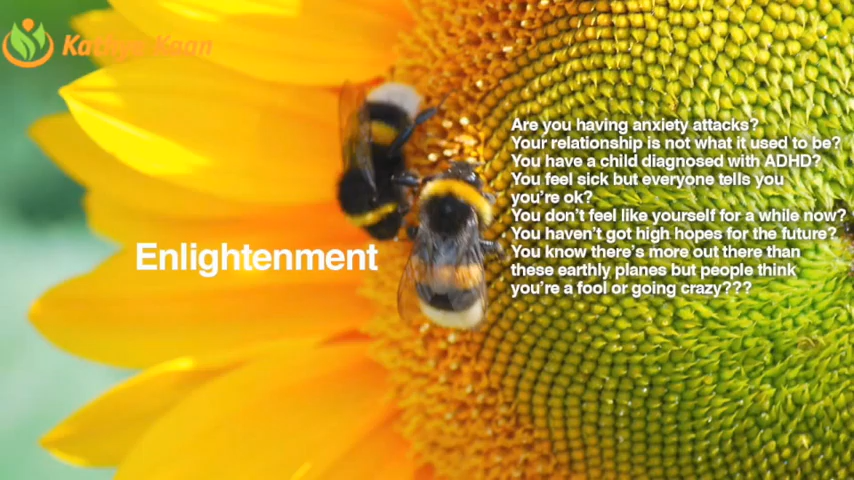 Kathya Kaan
Enlightenment
Are you having anxiety attacks?
Your relationship is not what it used to be?
You have a child diagnosed with ADHD?
You feel sick but everyone tells you
you're ok?
You don't feel like yourself for a while now?
You haven't got high hopes for the future?
You know there's more out there than
these earthly planes but people think
you're a fool or going crazy???